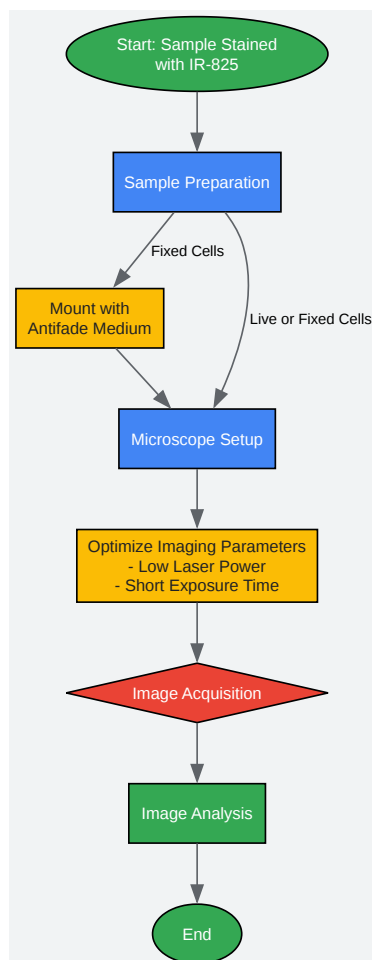 Start: Sample Stained
with IR-825
Sample Preparation
Fixed Cells
Mount with
Antifade Medium
Live or Fixed Cells
Microscope Setup
Optimize Imaging Parameters
- Low Laser Power
- Short Exposure Time
Image Acquisition
Image Analysis
End